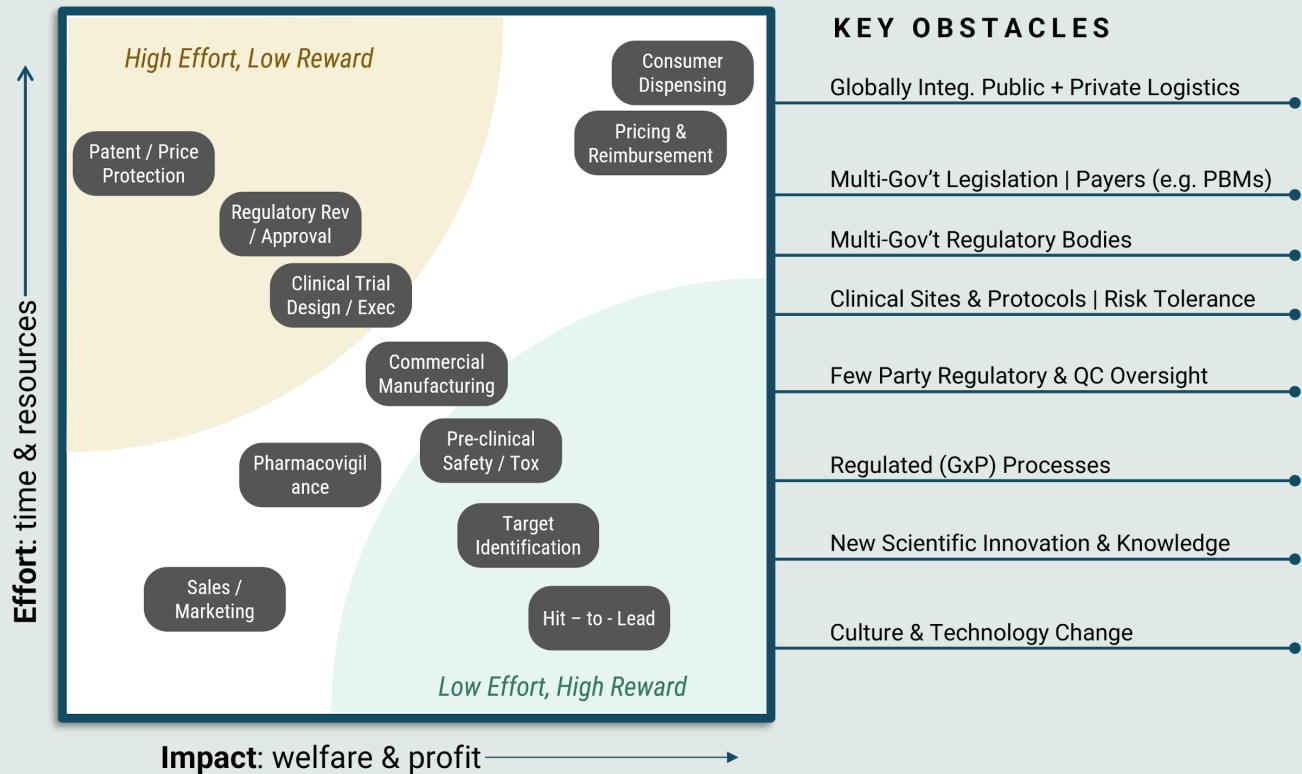 KEY OBSTACLES
High Effort, Low Reward
Consumer
Dispensing
Globally Integ. Public + Private Logistics
Pricing &
Reimbursement
Patent / Price
Protection
Multi-Gov’t Legislation | Payers (e.g. PBMs)
Regulatory Rev
/ Approval
Multi-Gov’t Regulatory Bodies
Clinical Trial
Design / Exec
Clinical Sites & Protocols | Risk Tolerance
Commercial
Manufacturing
Few Party Regulatory & QC Oversight
Pre-clinical
Safety / Tox
Pharmacovigil
ance
Regulated (GxP) Processes
Target
Identification
New Scientific Innovation & Knowledge
Sales /
Marketing
Hit – to - Lead
Culture & Technology Change
Low Effort, High Reward
Effort: time & resources
Impact: welfare & profit